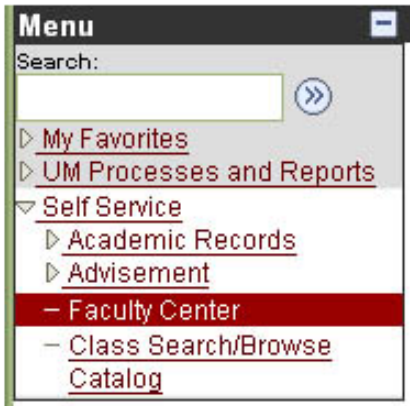 Menu
Search:
My Favorites
UM Processes and Reports
Self Service
Academic Records
Advisement
Faculty Center
Class Search/Browse
Catalog